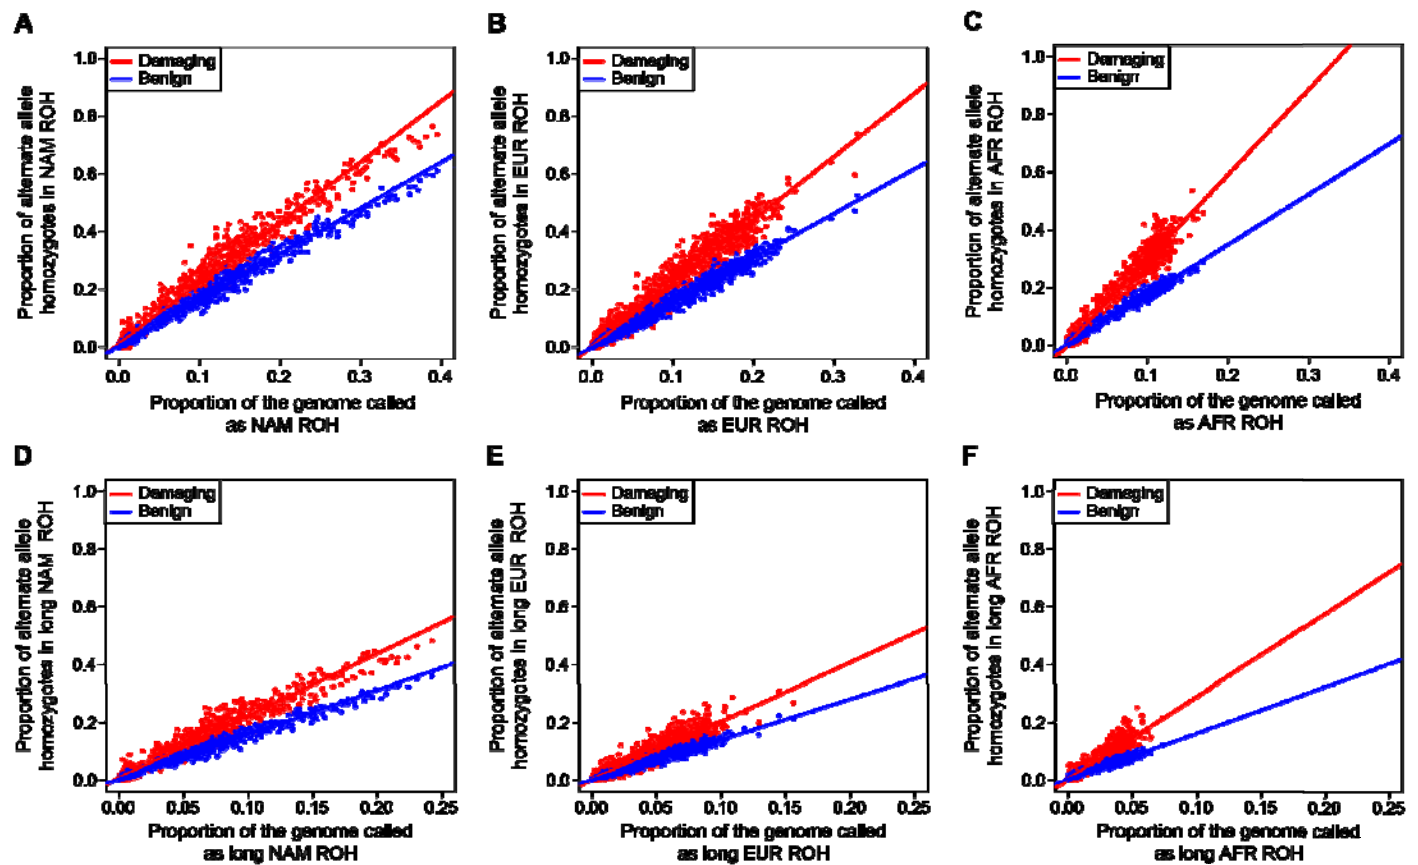 A
Damaging
Benign
1.0
0.8
0.6
0.4
0.2
0.0
Proportion of alternate allele
homozygotes in NAM ROH
0.0 0.1 0.2 0.3 0.4
Proportion of the genome called
as NAM ROH
B
Damaging
Benign
1.0
0.8
0.6
0.4
0.2
0.0
Proportion of alternate allele
homozygotes in EUR ROH
0.0 0.1 0.2 0.3 0.4
Proportion of the genome called
as EUR ROH
C
Damaging
Benign
1.0
0.8
0.6
0.4
0.2
0.0
Proportion of alternate allele
homozygotes in AFR ROH
0.0 0.1 0.2 0.3 0.4
Proportion of the genome called
as AFR ROH
D
Damaging
Benign
1.0
0.8
0.6
0.4
0.2
0.0
Proportion of alternate allele
homozygotes in long NAM ROH
0.00 0.05 0.10 0.15 0.20 0.25
Proportion of the genome called
as long NAM ROH
E
Damaging
Benign
1.0
0.8
0.6
0.4
0.2
0.0
Proportion of alternate allele
homozygotes in long EUR ROH
0.00 0.05 0.10 0.15 0.20 0.25
Proportion of the genome called
as long EUR ROH
F
Damaging
Benign
1.0
0.8
0.6
0.4
0.2
0.0
Proportion of alternate allele
homozygotes in long AFR ROH
0.00 0.05 0.10 0.15 0.20 0.25
Proportion of the genome called
as long AFR ROH